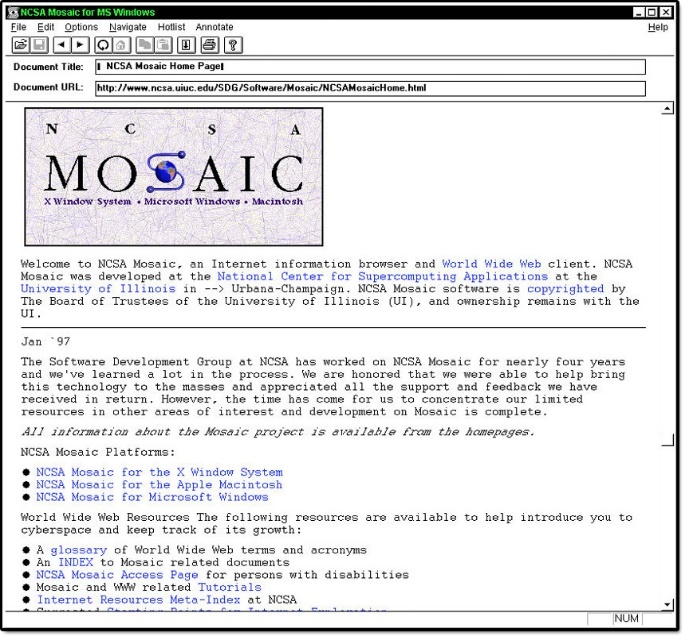 NCSA Mosaic for MS Windows
File Edit Options Navigate Hotlist Annotate Help
Document Title: NCSA Mosaic Home Page
Document URL: http://www.ncsa.uiuc.edu/SDG/Software/Mosaic/NCSAMosaicHome.html
N C S A
MOSAIC
X Window System • Microsoft Windows • Macintosh
Welcome to NCSA Mosaic, an Internet information browser and World Wide Web client. NCSA
Mosaic was developed at the National Center for Supercomputing Applications at the
University of Illinois in --> Urbana-Champaign. NCSA Mosaic software is copyrighted by
The Board of Trustees of the University of Illinois (UI), and ownership remains with the
UI.
Jan `97
The Software Development Group at NCSA has worked on NCSA Mosaic for nearly four years
and we've learned a lot in the process. We are honored that we were able to help bring
this technology to the masses and appreciated all the support and feedback we have
received in return. However, the time has come for us to concentrate our limited
resources in other areas of interest and development on Mosaic is complete.
All information about the Mosaic project is available from the homepages.
NCSA Mosaic Platforms:
● NCSA Mosaic for the X Window System
● NCSA Mosaic for the Apple Macintosh
● NCSA Mosaic for Microsoft Windows
World Wide Web Resources The following resources are available to help introduce you to
cyberspace and keep track of its growth:
● A glossary of World Wide Web terms and acronyms
● An INDEX to Mosaic related documents
● NCSA Mosaic Access Page for persons with disabilities
● Mosaic and WWW related Tutorials
● Internet Resources Meta-Index at NCSA
● Suggested Starting Points for Internet Exploration
NUM